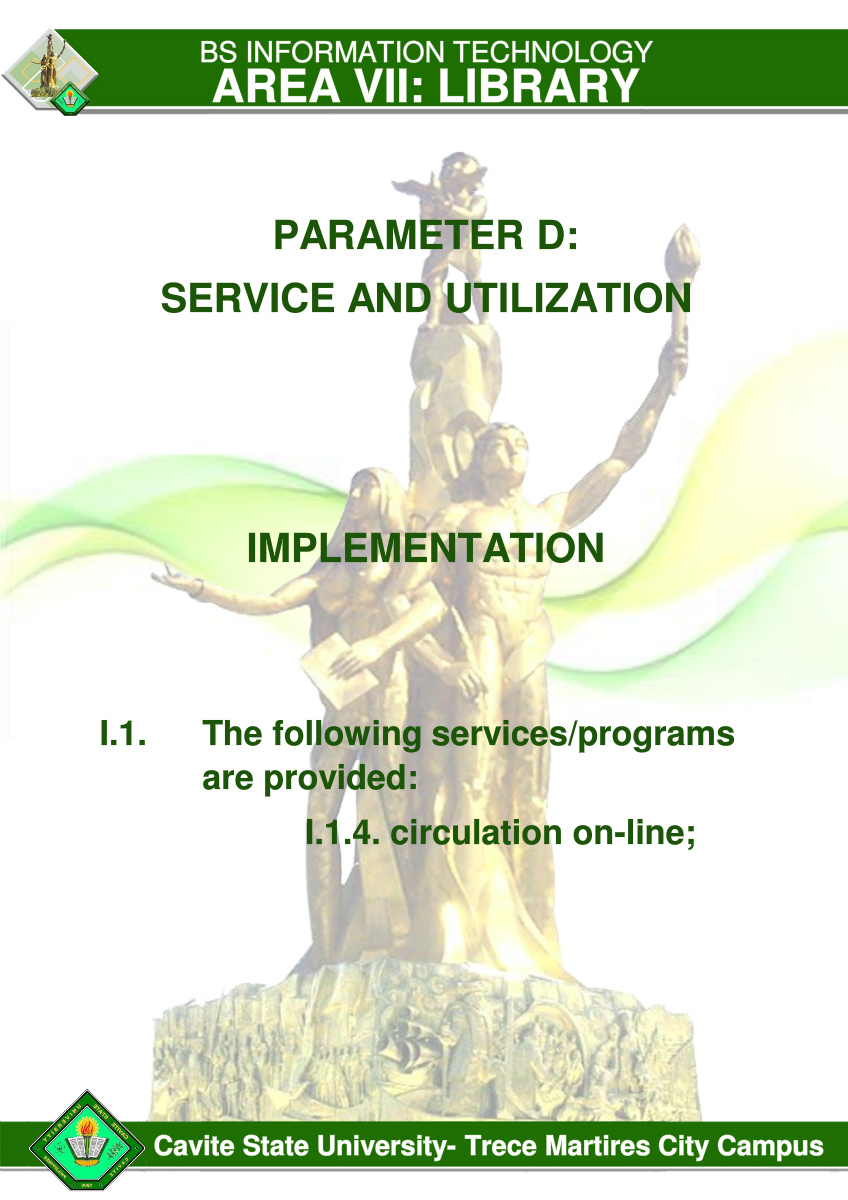 BS INFORMATION TECHNOLOGY
AREA VII: LIBRARY
PARAMETER D:
SERVICE AND UTILIZATION
IMPLEMENTATION
I.1. The following services/programs
are provided:
I.1.4. circulation on-line;
Cavite State University- Trece Martires City Campus